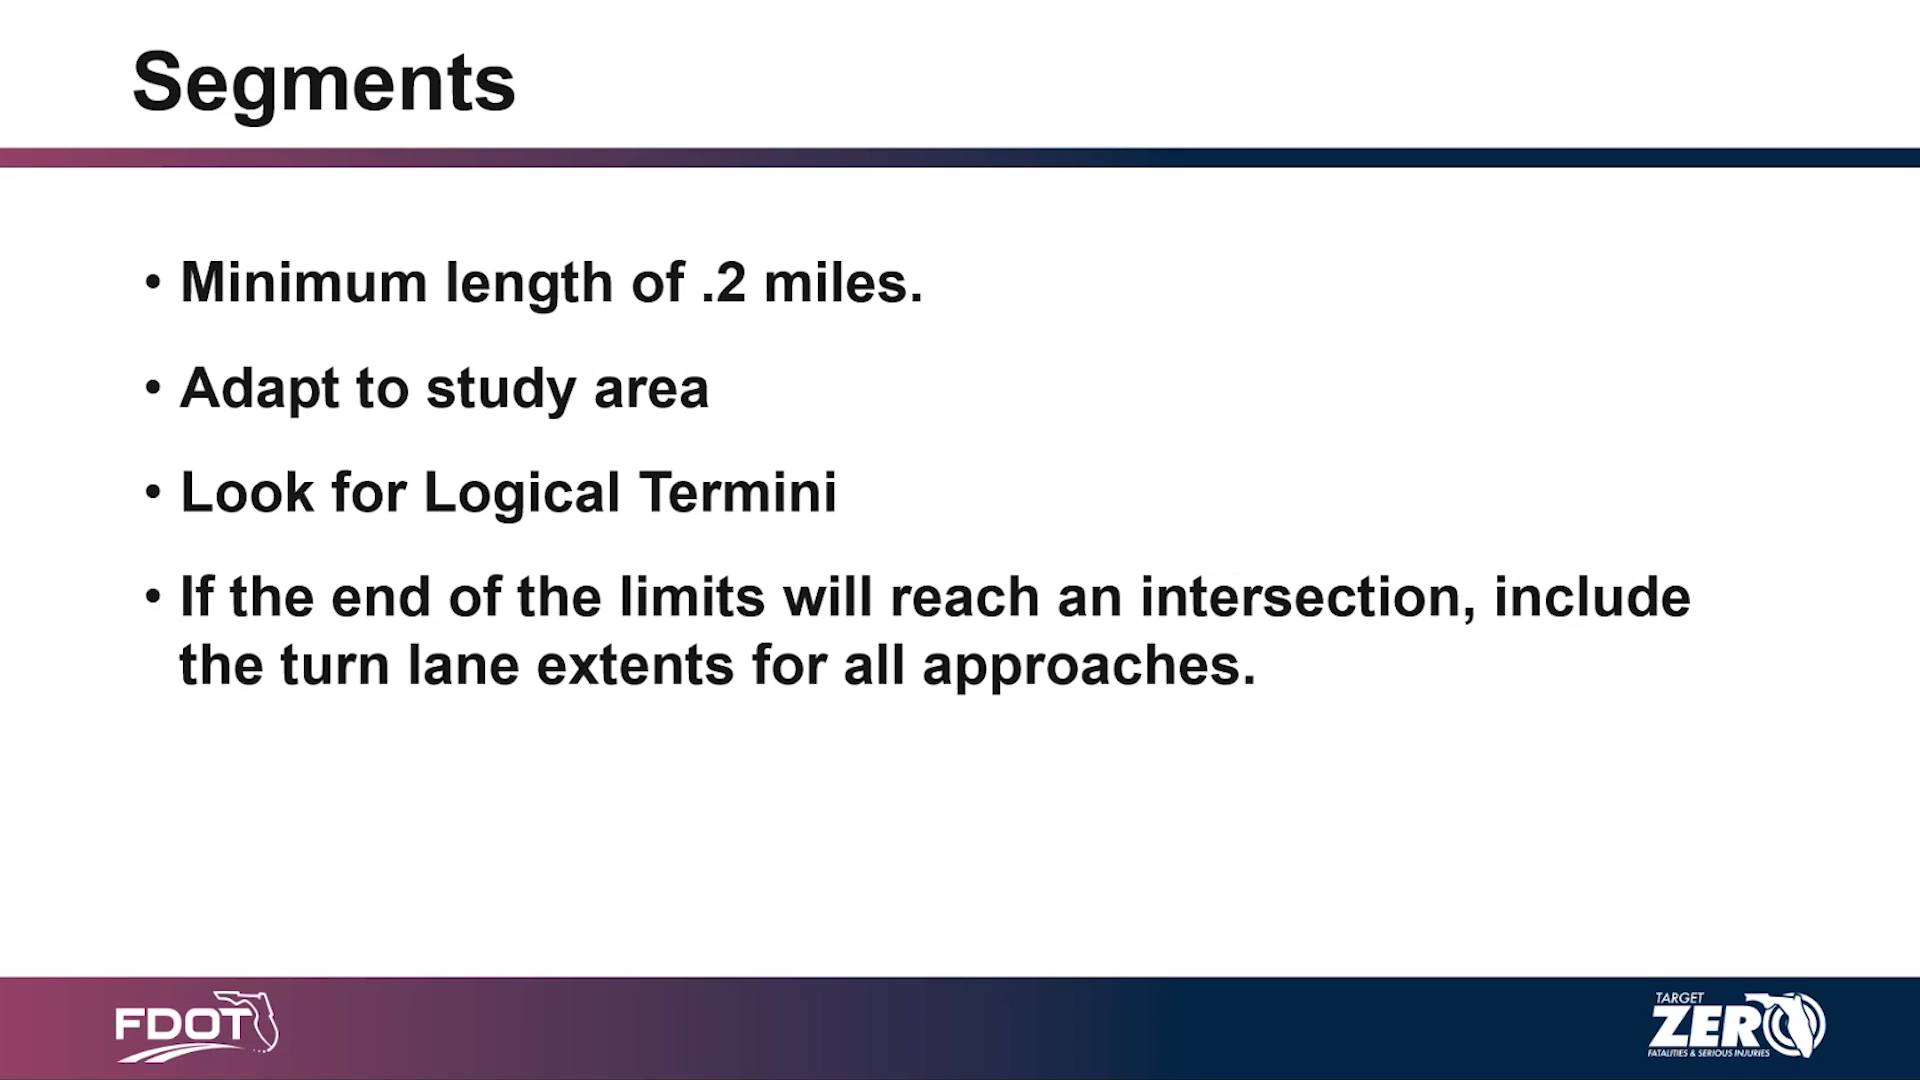 Segments
• Minimum length of .2 miles.
• Adapt to study area
• Look for Logical Termini
• If the end of the limits will reach an intersection, include
the turn lane extents for all approaches.
FDOT
TARGET
ZERO
FATALITIES & SERIOUS INJURIES